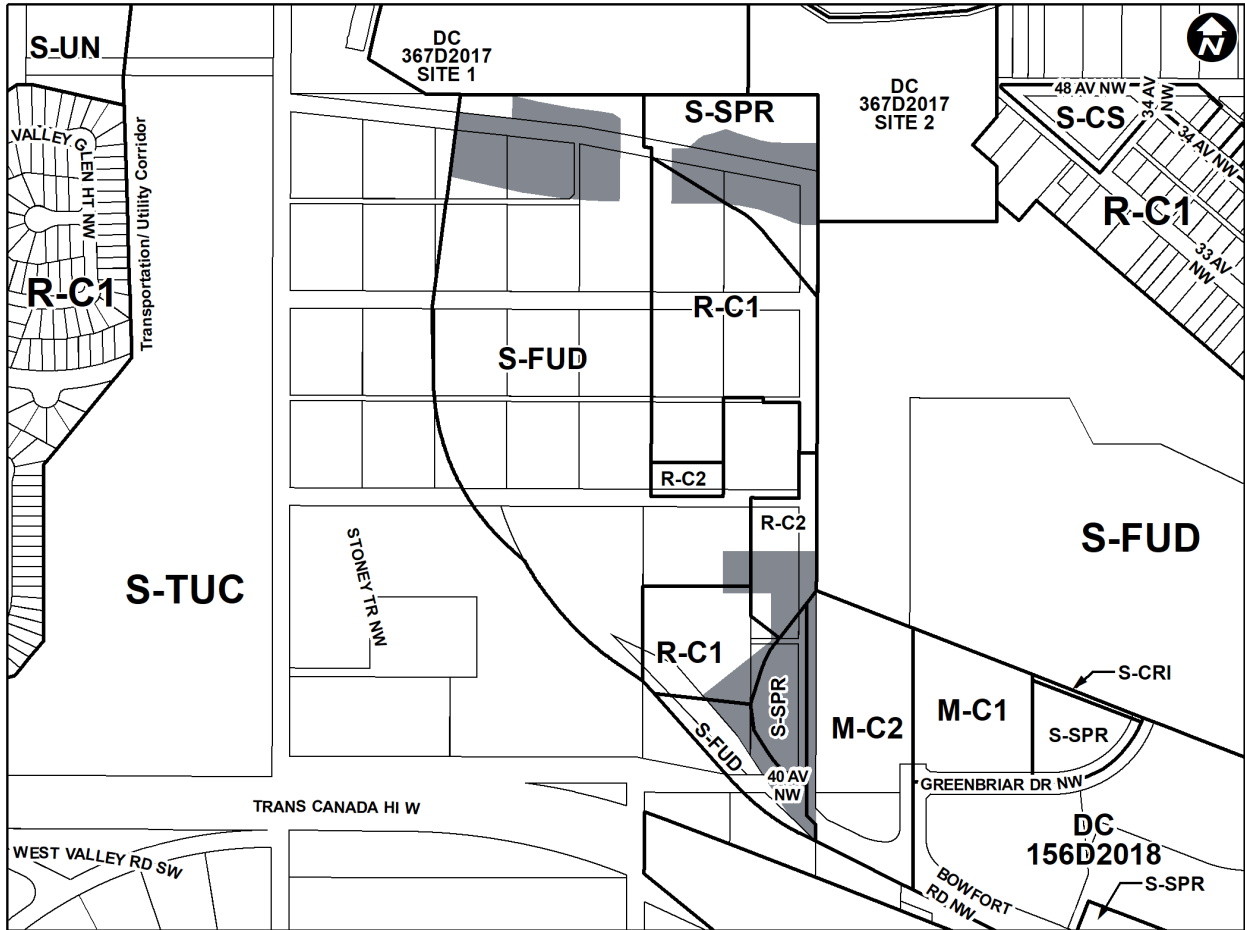 S-UN
DC
367D2017
SITE 1
N
DC
367D2017
SITE 2
S-SPR
48 AV NW
34 AV
NW
S-CS
34 AV NW
VALLEY GLEN HT NW
Transportation/ Utility Corridor
R-C1
33 AV
NW
R-C1
R-C1
S-FUD
R-C2
R-C2
S-FUD
STONEY TR NW
S-TUC
R-C1
S-CRI
S-SPR
M-C2
M-C1
S-SPR
S-FUD
40 AV
NW
GREENBRIAR DR NW
TRANS CANADA HI W
DC
156D2018
WEST VALLEY RD SW
BOWFORT
RD NW
S-SPR